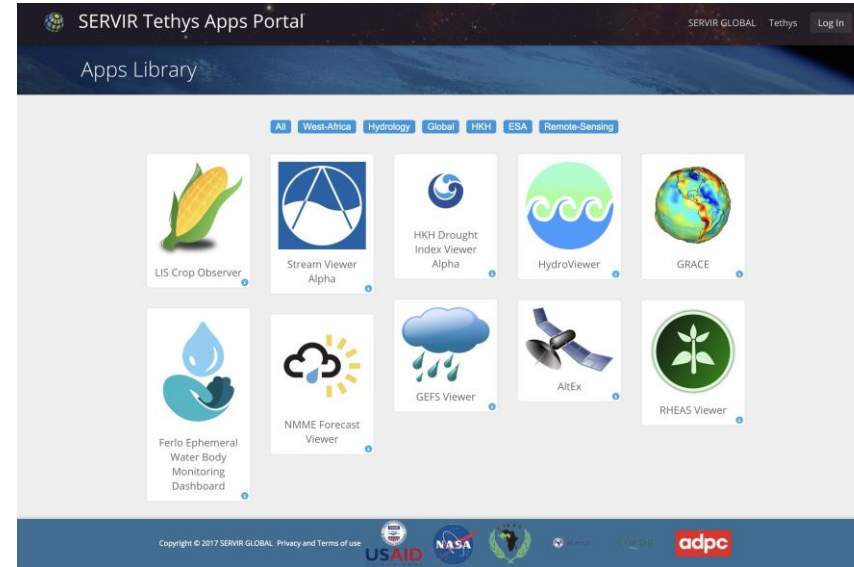 SERVIR Tethys Apps Portal
SERVIR GLOBAL Tethys Log In
Apps Library
All West-Africa Hydrology Global HKH ESA Remote-Sensing
LIS Crop Observer
Stream Viewer
Alpha
HKH Drought
Index Viewer
Alpha
HydroViewer
GRACE
Ferlo Ephemeral
Water Body
Monitoring
Dashboard
NMME Forecast
Viewer
GEFS Viewer
AltEx
RHEAS Viewer
Copyright © 2017 SERVIR GLOBAL Privacy and Terms of use
USAID
NASA
adpc